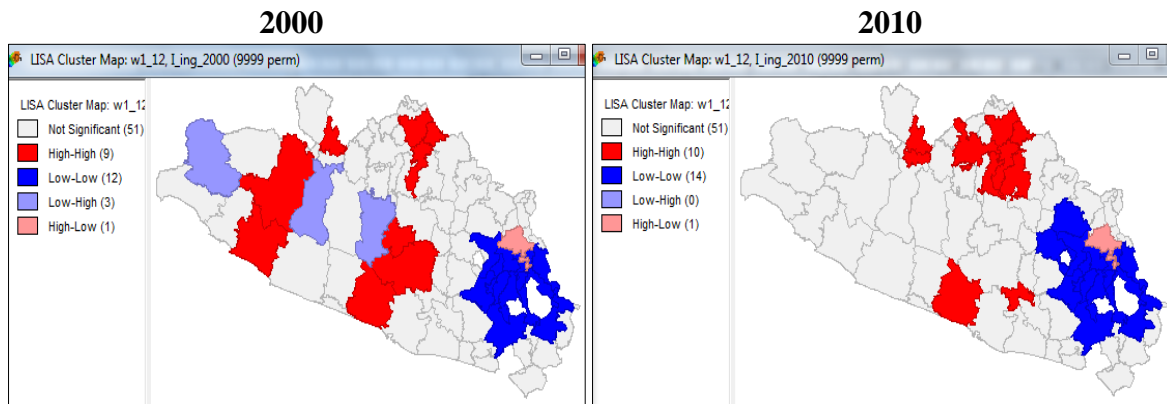 2000
2010
LISA Cluster Map: w1_12, I_ing_2000 (9999 perm)
LISA Cluster Map: w1_12
Not Significant (51)
High-High (9)
Low-Low (12)
Low-High (3)
High-Low (1)
LISA Cluster Map: w1_12, I_ing_2010 (9999 perm)
LISA Cluster Map: w1_12
Not Significant (51)
High-High (10)
Low-Low (14)
Low-High (0)
High-Low (1)